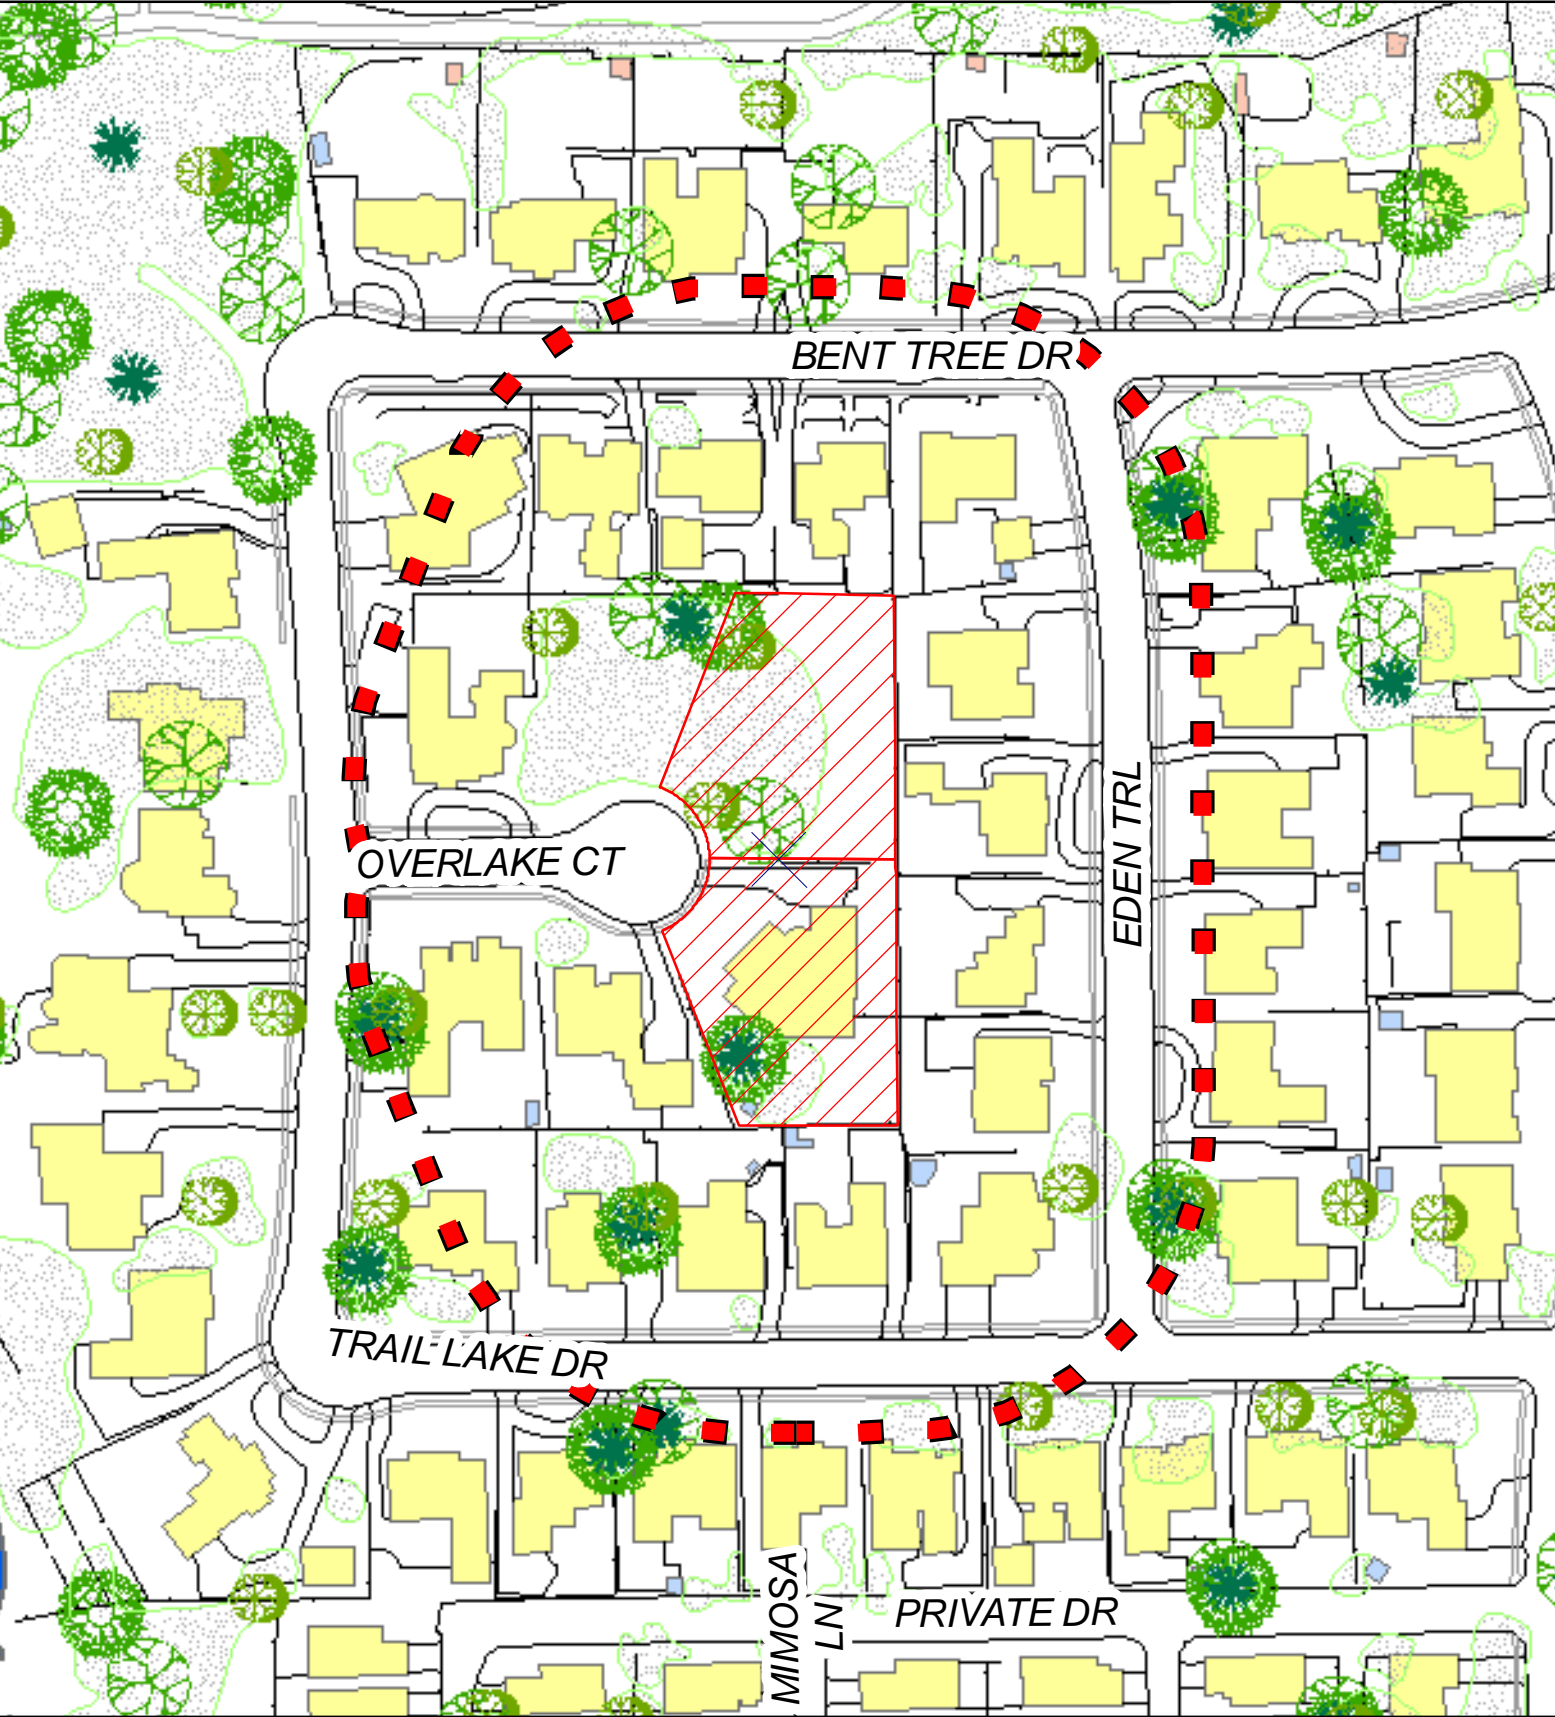 BENT TREE DR
OVERLAKE CT
EDEN TRL
TRAIL LAKE DR
MIMOSA
LN
PRIVATE DR